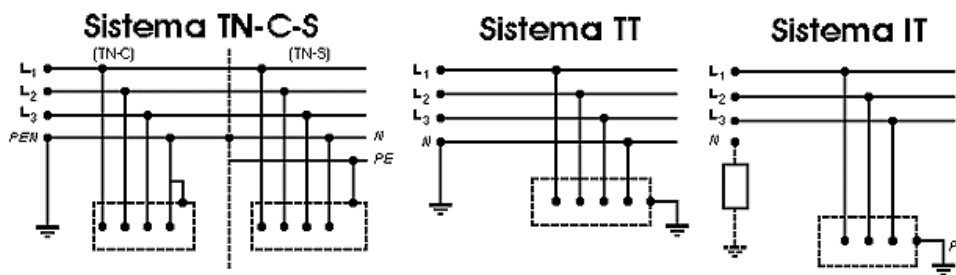 Sistema TN-C-S
(TN-C) (TN-S)
L1
L2
L3
PEN
N
PE
Sistema TT
L1
L2
L3
N
Sistema IT
L1
L2
L3
N
P